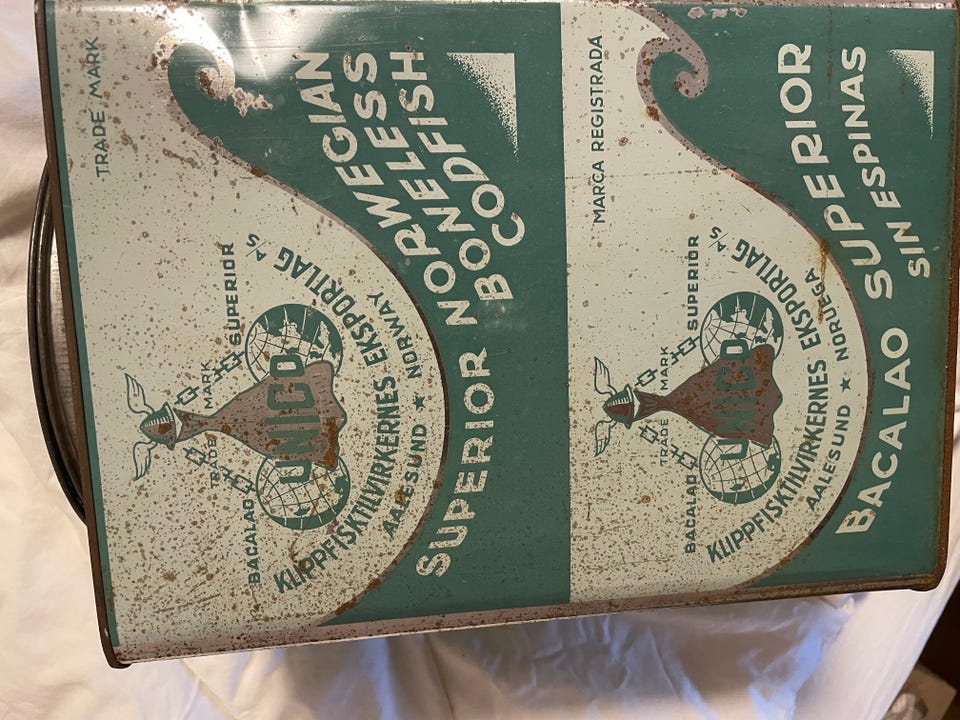 TRADE MARK
BACALAO SUPERIOR
TRADE MARK
UNICO
KLIPPFISKTILVIRKERNES EKSPORTLAG A/S
AALESUND ★ NORWAY
SUPERIOR NORWEGIAN
BONELESS
CODFISH
MARCA REGISTRADA
BACALAO SUPERIOR
TRADE MARK
UNICO
KLIPPFISKTILVIRKERNES EKSPORTLAG A/S
AALESUND ★ NORUEGA
BACALAO SUPERIOR
SIN ESPINAS